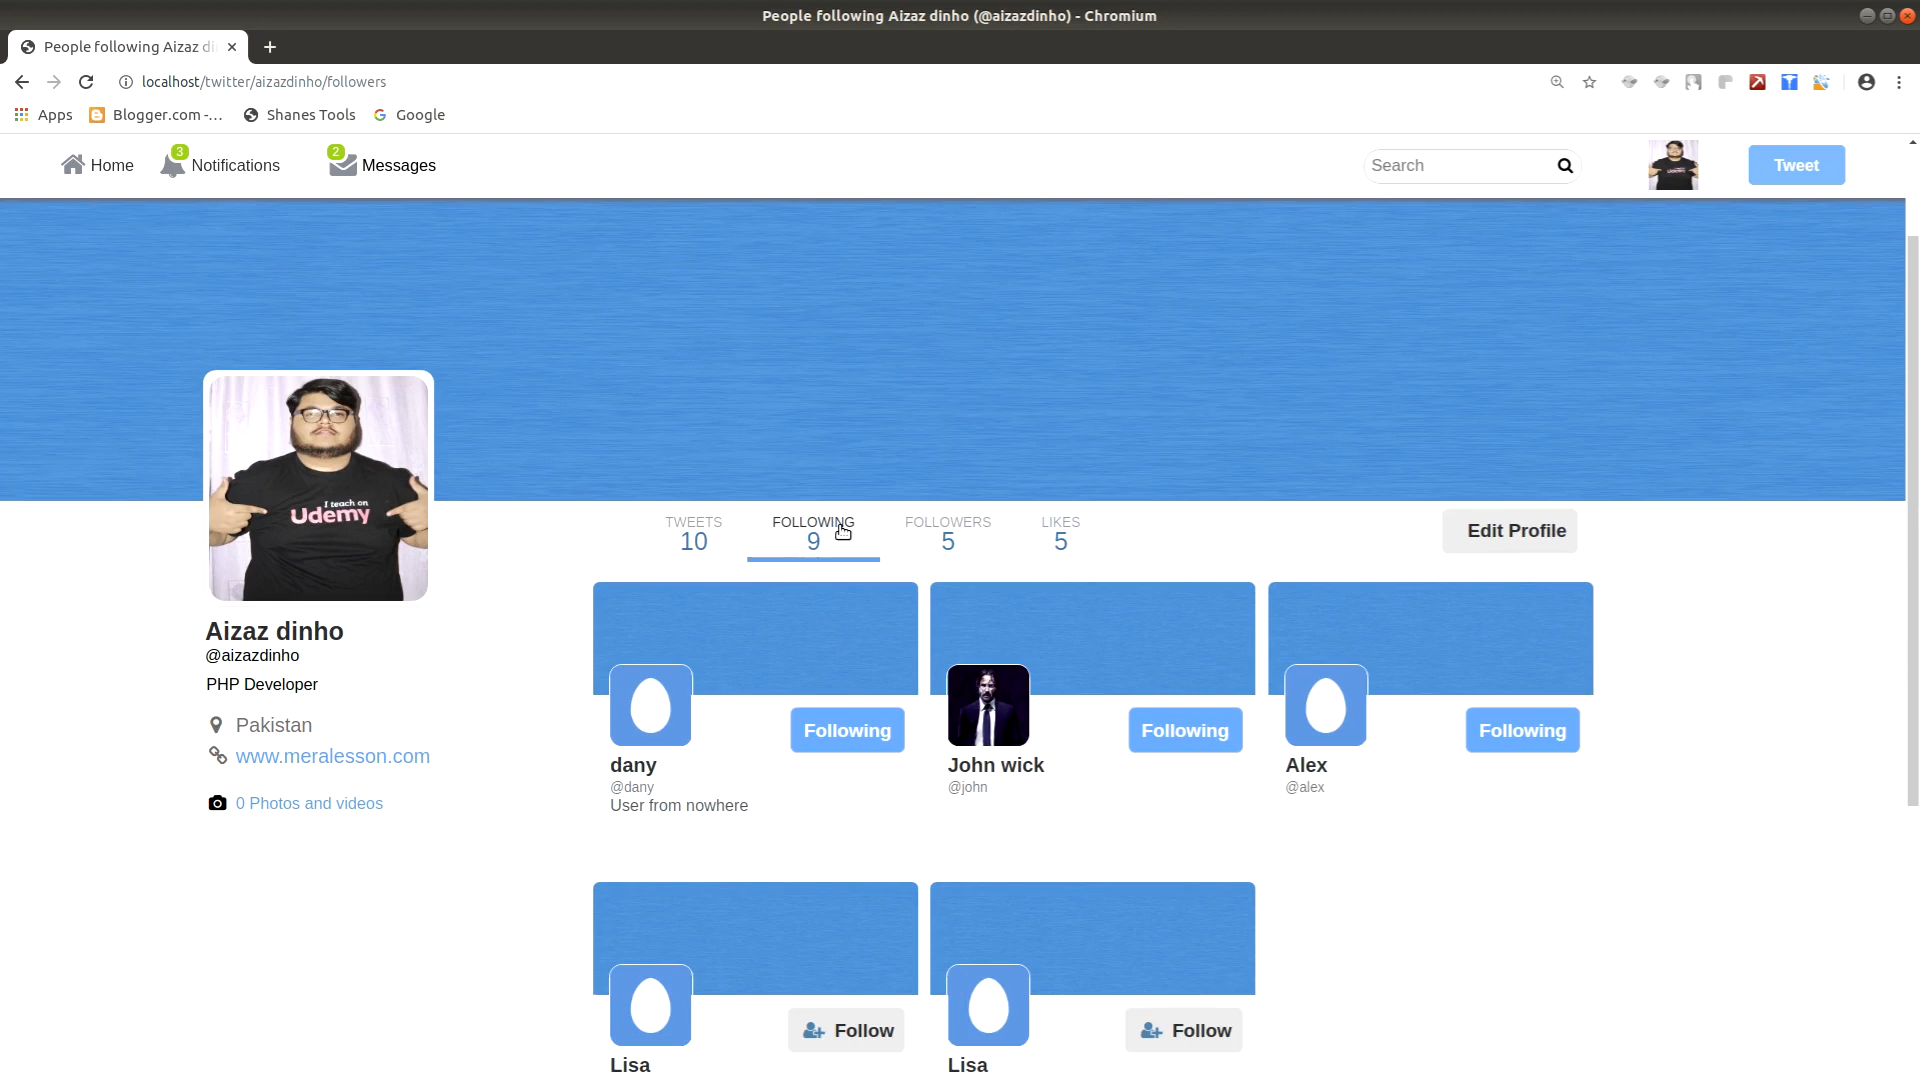 People following Aizaz dinho (@aizazdinho) - Chromium
People following Aizaz di
localhost/twitter/aizazdinho/followers
Apps
Blogger.com -...
Shanes Tools
Google
Home
3
Notifications
2
Messages
Search
Tweet
I teach on
Udemy
TWEETS
10
FOLLOWING
9
FOLLOWERS
5
LIKES
5
Edit Profile
Aizaz dinho
@aizazdinho
PHP Developer
Pakistan
www.meralesson.com
0 Photos and videos
Following
dany
@dany
User from nowhere
Following
John wick
@john
Following
Alex
@alex
Follow
Lisa
Follow
Lisa